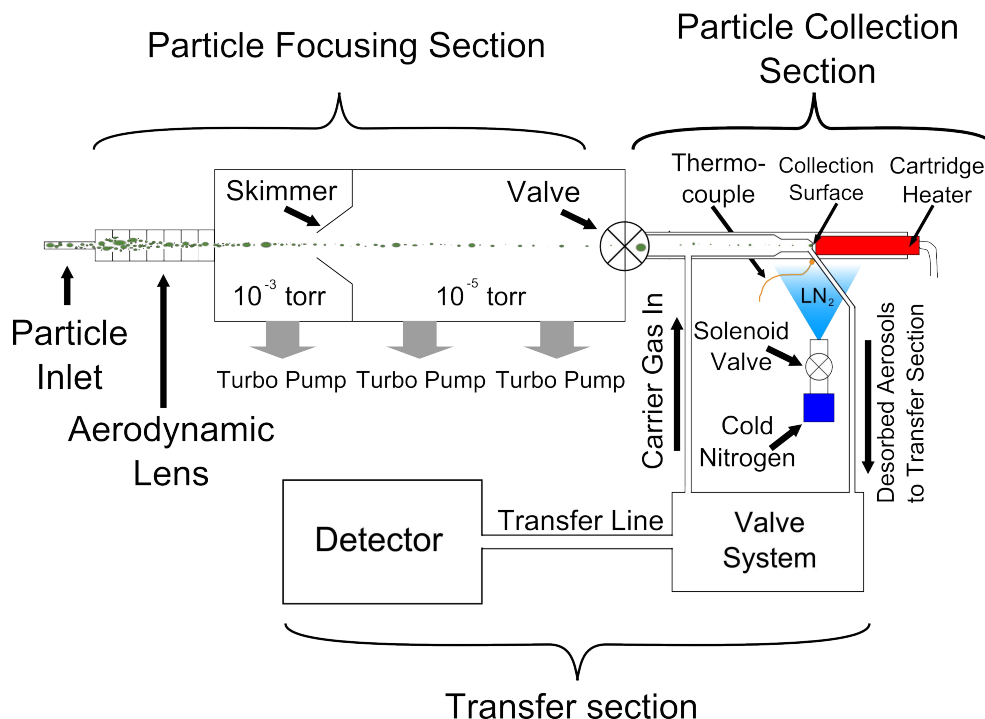 Particle Focusing Section
Particle Collection
Section
Skimmer
Valve
Thermo-
couple
Collection
Surface
Cartridge
Heater
10⁻³ torr
10⁻⁵ torr
LN₂
Particle
Inlet
Aerodynamic
Lens
Turbo Pump
Turbo Pump
Turbo Pump
Carrier Gas In
Solenoid
Valve
Cold
Nitrogen
Desorbed Aerosols
to Transfer Section
Detector
Transfer Line
Valve
System
Transfer section